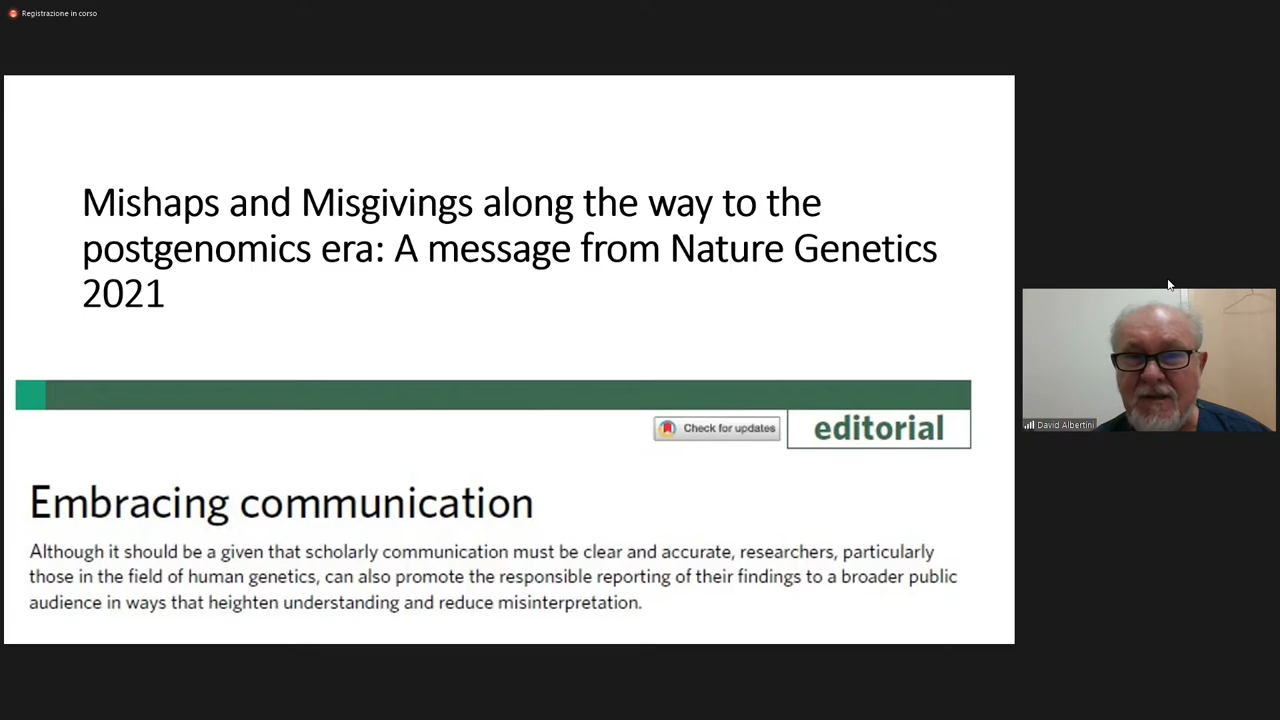 Registrazione in corso
Mishaps and Misgivings along the way to the
postgenomics era: A message from Nature Genetics
2021
Check for updates
editorial
Embracing communication
Although it should be a given that scholarly communication must be clear and accurate, researchers, particularly
those in the field of human genetics, can also promote the responsible reporting of their findings to a broader public
audience in ways that heighten understanding and reduce misinterpretation.
David Albertini